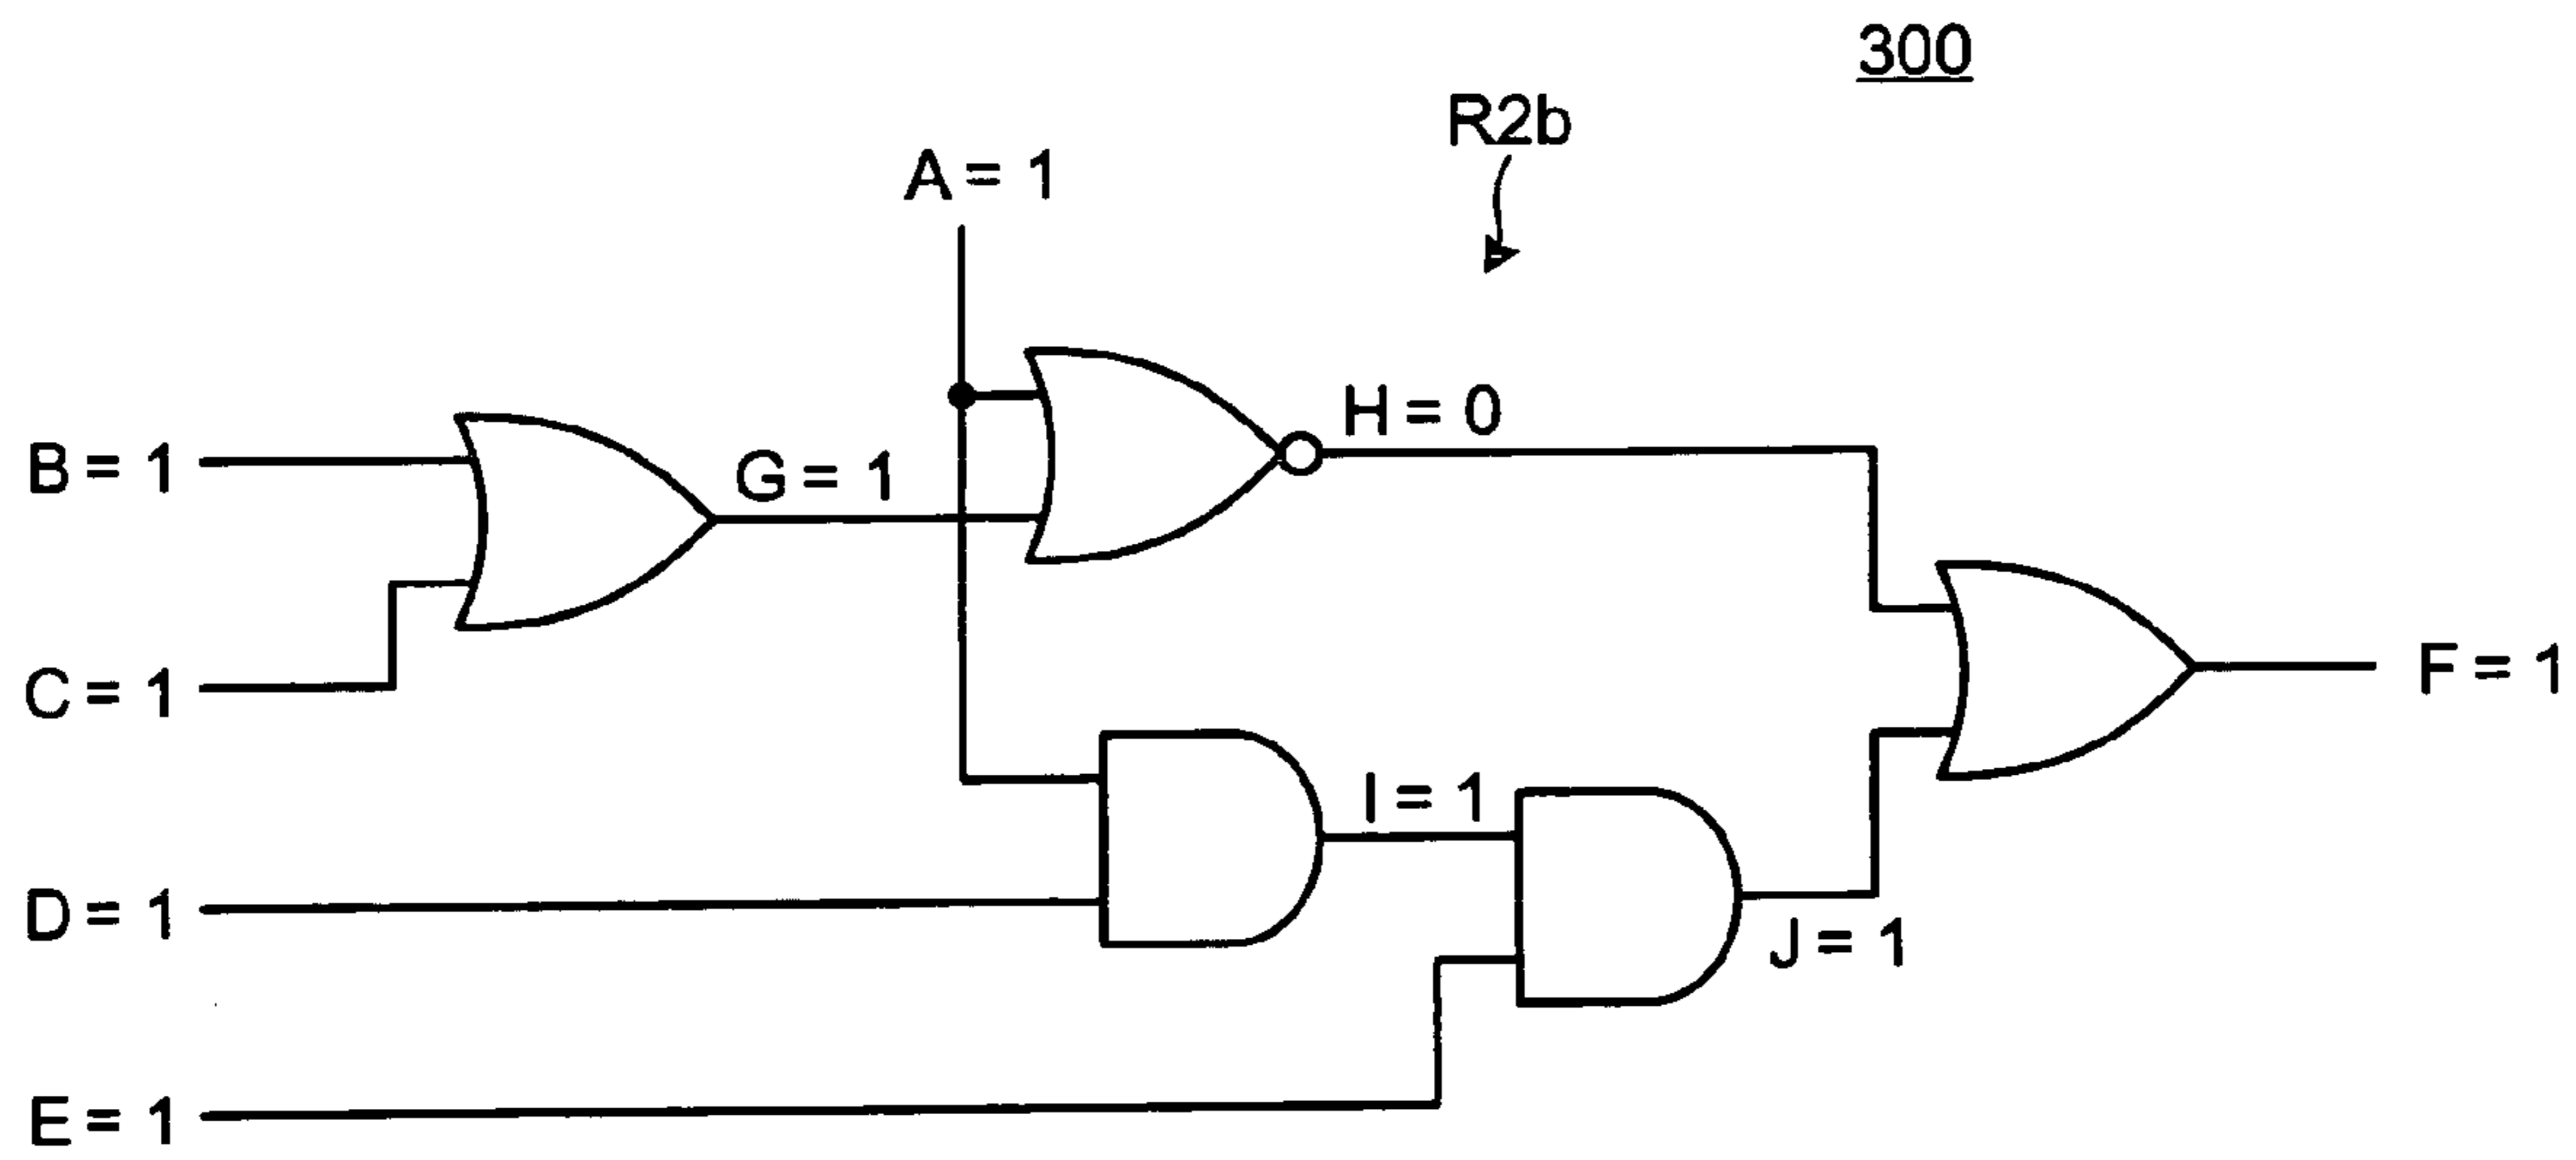 300
R2b
A = 1
H = 0
B = 1
G = 1
C = 1
F = 1
I = 1
D = 1
J = 1
E = 1